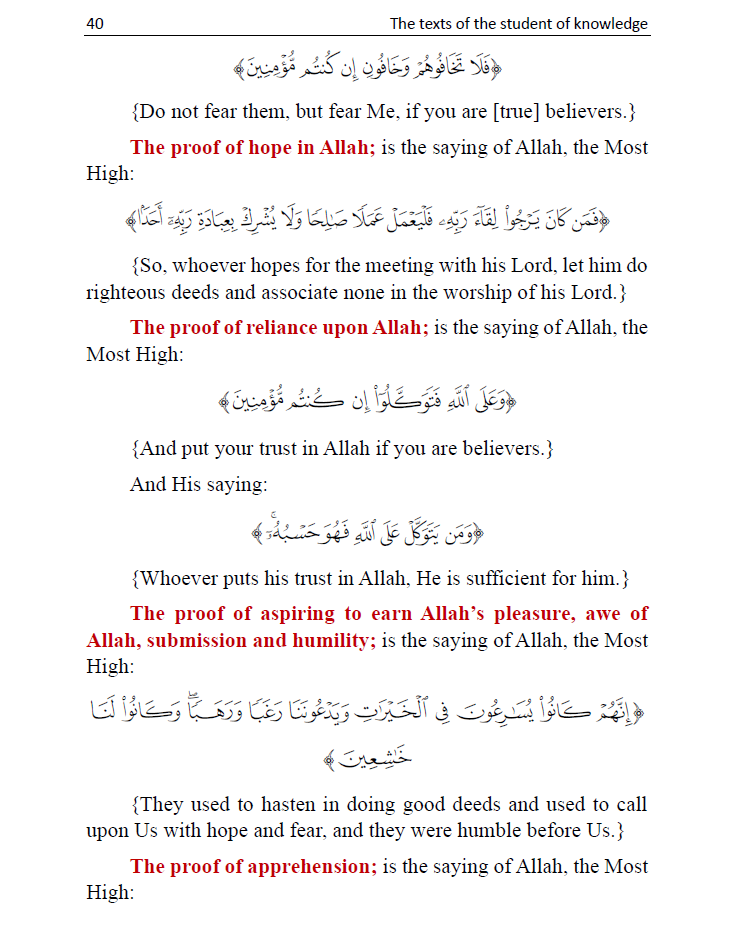 40 The texts of the student of knowledge
﴿فَلَا تَخَافُوهُمْ وَخَافُونِ إِن كُنتُم مُّؤْمِنِينَ﴾
{Do not fear them, but fear Me, if you are [true] believers.}
The proof of hope in Allah; is the saying of Allah, the Most
High:
﴿فَمَن كَانَ يَرْجُوا۟ لِقَآءَ رَبِّهِۦ فَلْيَعْمَلْ عَمَلًا صَـٰلِحًا وَلَا يُشْرِكْ بِعِبَادَةِ رَبِّهِۦٓ أَحَدًۢا﴾
{So, whoever hopes for the meeting with his Lord, let him do
righteous deeds and associate none in the worship of his Lord.}
The proof of reliance upon Allah; is the saying of Allah, the
Most High:
﴿وَعَلَى ٱللَّهِ فَتَوَكَّلُوٓا۟ إِن كُنتُم مُّؤْمِنِينَ﴾
{And put your trust in Allah if you are believers.}
And His saying:
﴿وَمَن يَتَوَكَّلْ عَلَى ٱللَّهِ فَهُوَ حَسْبُهُۥٓ ۚ﴾
{Whoever puts his trust in Allah, He is sufficient for him.}
The proof of aspiring to earn Allah’s pleasure, awe of
Allah, submission and humility; is the saying of Allah, the Most
High:
﴿إِنَّهُمْ كَانُوا۟ يُسَـٰرِعُونَ فِى ٱلْخَيْرَٰتِ وَيَدْعُونَنَا رَغَبًا وَرَهَبًا ۖ وَكَانُوا۟ لَنَا
خَـٰشِعِينَ﴾
{They used to hasten in doing good deeds and used to call
upon Us with hope and fear, and they were humble before Us.}
The proof of apprehension; is the saying of Allah, the Most
High: